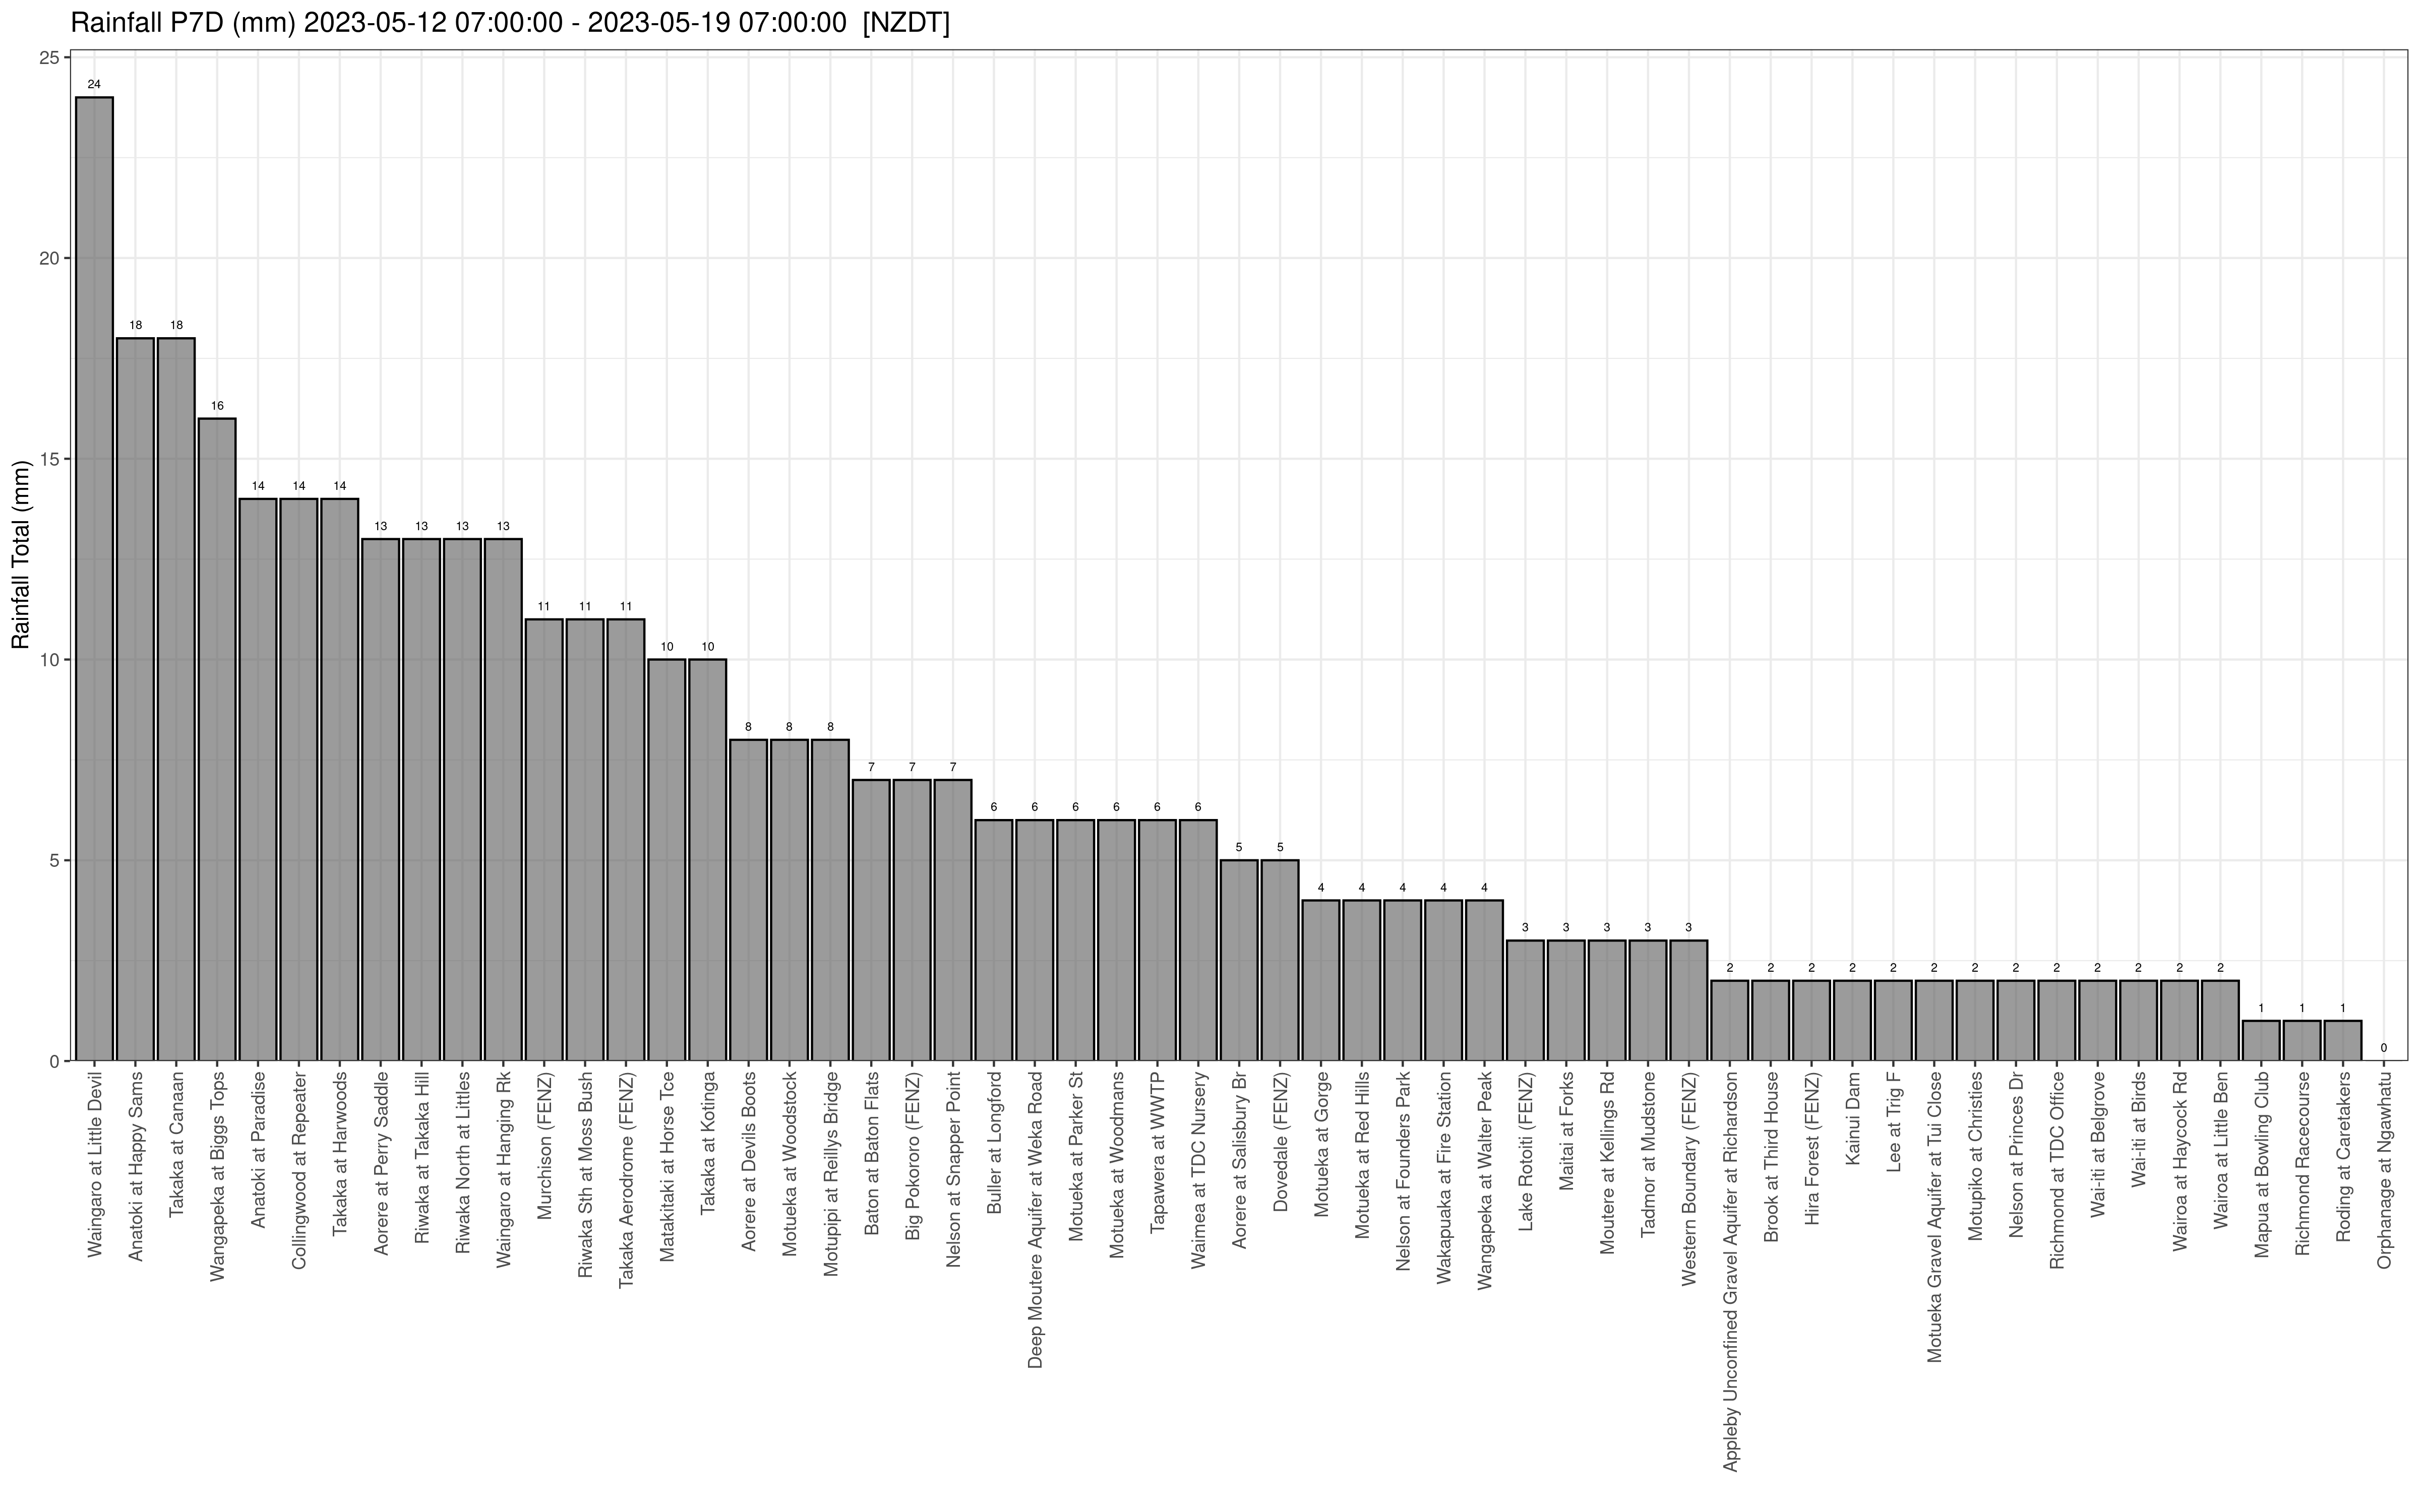 Rainfall P7D (mm) 2023-05-12 07:00:00 - 2023-05-19 07:00:00 [NZDT]
Rainfall Total (mm)
25
20
15
10
5
0
24
18
18
16
14
14
14
13
13
13
13
11
11
11
10
10
8
8
8
7
7
7
6
6
6
6
6
6
5
5
4
4
4
4
4
3
3
3
3
3
2
2
2
2
2
2
2
2
2
2
2
2
2
1
1
1
0
Waingaro at Little Devil
Anatoki at Happy Sams
Takaka at Canaan
Wangapeka at Biggs Tops
Anatoki at Paradise
Collingwood at Repeater
Takaka at Harwoods
Aorere at Perry Saddle
Riwaka at Takaka Hill
Riwaka North at Littles
Waingaro at Hanging Rk
Murchison (FENZ)
Riwaka Sth at Moss Bush
Takaka Aerodrome (FENZ)
Matakitaki at Horse Tce
Takaka at Kotinga
Aorere at Devils Boots
Motueka at Woodstock
Motupipi at Reillys Bridge
Baton at Baton Flats
Big Pokororo (FENZ)
Nelson at Snapper Point
Buller at Longford
Deep Moutere Aquifer at Weka Road
Motueka at Parker St
Motueka at Woodmans
Tapawera at WWTP
Waimea at TDC Nursery
Aorere at Salisbury Br
Dovedale (FENZ)
Motueka at Gorge
Motueka at Red Hills
Nelson at Founders Park
Wakapuaka at Fire Station
Wangapeka at Walter Peak
Lake Rotoiti (FENZ)
Maitai at Forks
Moutere at Kellings Rd
Tadmor at Mudstone
Western Boundary (FENZ)
Appleby Unconfined Gravel Aquifer at Richardson
Brook at Third House
Hira Forest (FENZ)
Kainui Dam
Lee at Trig F
Motueka Gravel Aquifer at Tui Close
Motupiko at Christies
Nelson at Princes Dr
Richmond at TDC Office
Wai-iti at Belgrove
Wai-iti at Birds
Wairoa at Haycock Rd
Wairoa at Little Ben
Mapua at Bowling Club
Richmond Racecourse
Roding at Caretakers
Orphanage at Ngawhatu